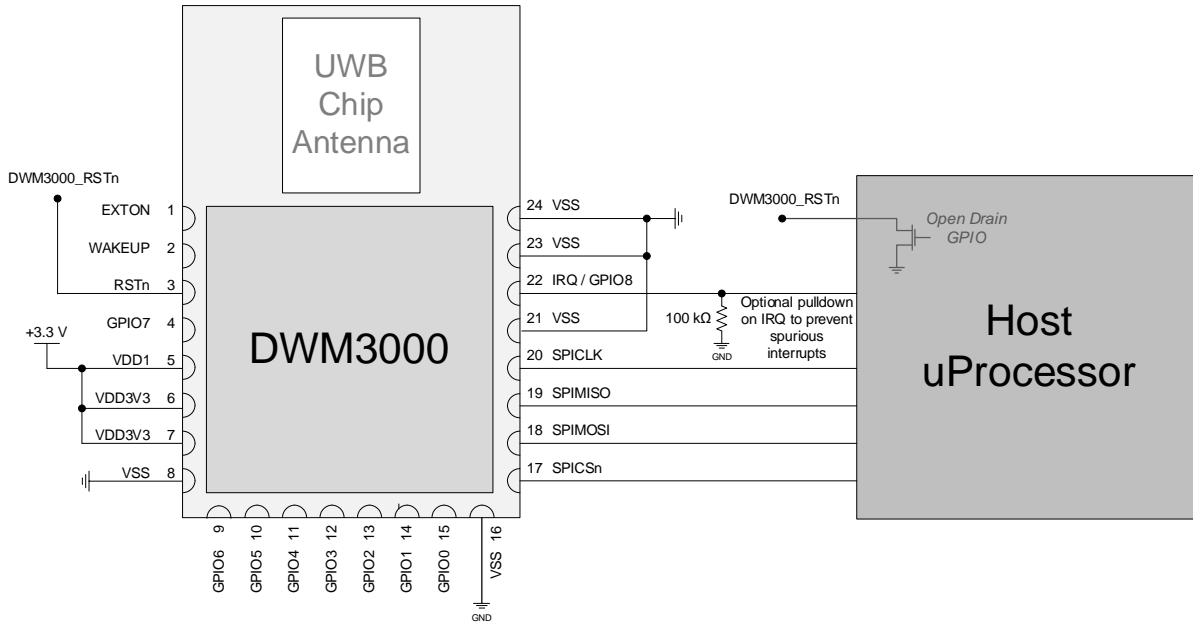 UWB
Chip
Antenna
DWM3000_RSTn
EXTON 1
WAKEUP 2
RSTn 3
GPIO7 4
+3.3 V
VDD1 5
VDD3V3 6
VDD3V3 7
VSS 8
DWM3000
GPIO6 9
GPIO5 10
GPIO4 11
GPIO3 12
GPIO2 13
GPIO1 14
GPIO0 15
VSS 16
GND
24 VSS
23 VSS
22 IRQ / GPIO8
21 VSS
20 SPICLK
19 SPIMISO
18 SPIMOSI
17 SPICSn
100 kΩ
GND
Optional pulldown
on IRQ to prevent
spurious
interrupts
DWM3000_RSTn
Open Drain
GPIO
Host
uProcessor